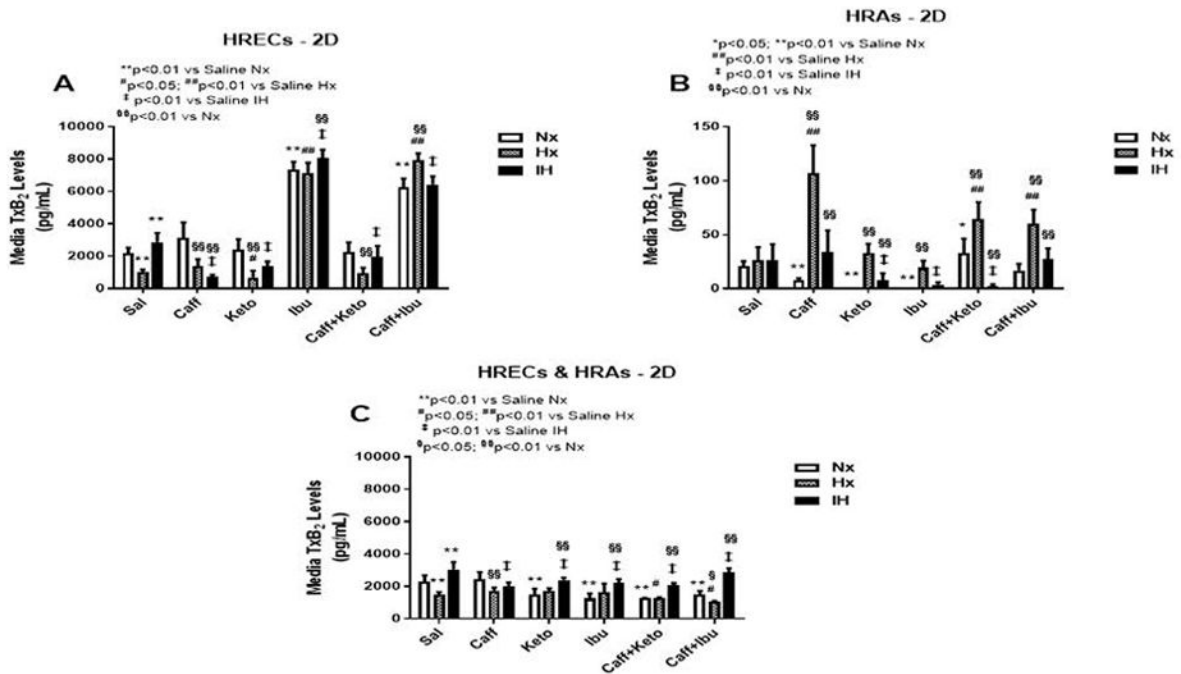 HRECs - 2D
A
**p<0.01 vs Saline Nx
#p<0.05; ##p<0.01 vs Saline Hx
‡ p<0.01 vs Saline IH
§§p<0.01 vs Nx
Media TxB2 Levels
(pg/mL)
10000
8000
6000
4000
2000
0
** ** §§ §§ ‡ §§ # ‡ ** ## §§ ‡ §§ ‡ ** §§ ## ‡
Sal Caff Keto Ibu Caff+Keto Caff+Ibu
Nx
Hx
IH
HRAs - 2D
B
*p<0.05; **p<0.01 vs Saline Nx
##p<0.01 vs Saline Hx
‡ p<0.01 vs Saline IH
§§p<0.01 vs Nx
Media TxB2 Levels
(pg/mL)
150
100
50
0
** §§ ## §§ ** §§ §§ ‡ ** §§ ‡ * §§ ## §§ ‡ §§ ## §§
Sal Caff Keto Ibu Caff+Keto Caff+Ibu
Nx
Hx
IH
HRECs & HRAs - 2D
C
**p<0.01 vs Saline Nx
#p<0.05; ##p<0.01 vs Saline Hx
‡ p<0.01 vs Saline IH
§p<0.05; §§p<0.01 vs Nx
Media TxB2 Levels
(pg/mL)
10000
8000
6000
4000
2000
0
** ** §§ ‡ ** §§ ‡ ** §§ ‡ ** # §§ ‡ ** § # §§ ‡
Sal Caff Keto Ibu Caff+Keto Caff+Ibu
Nx
Hx
IH